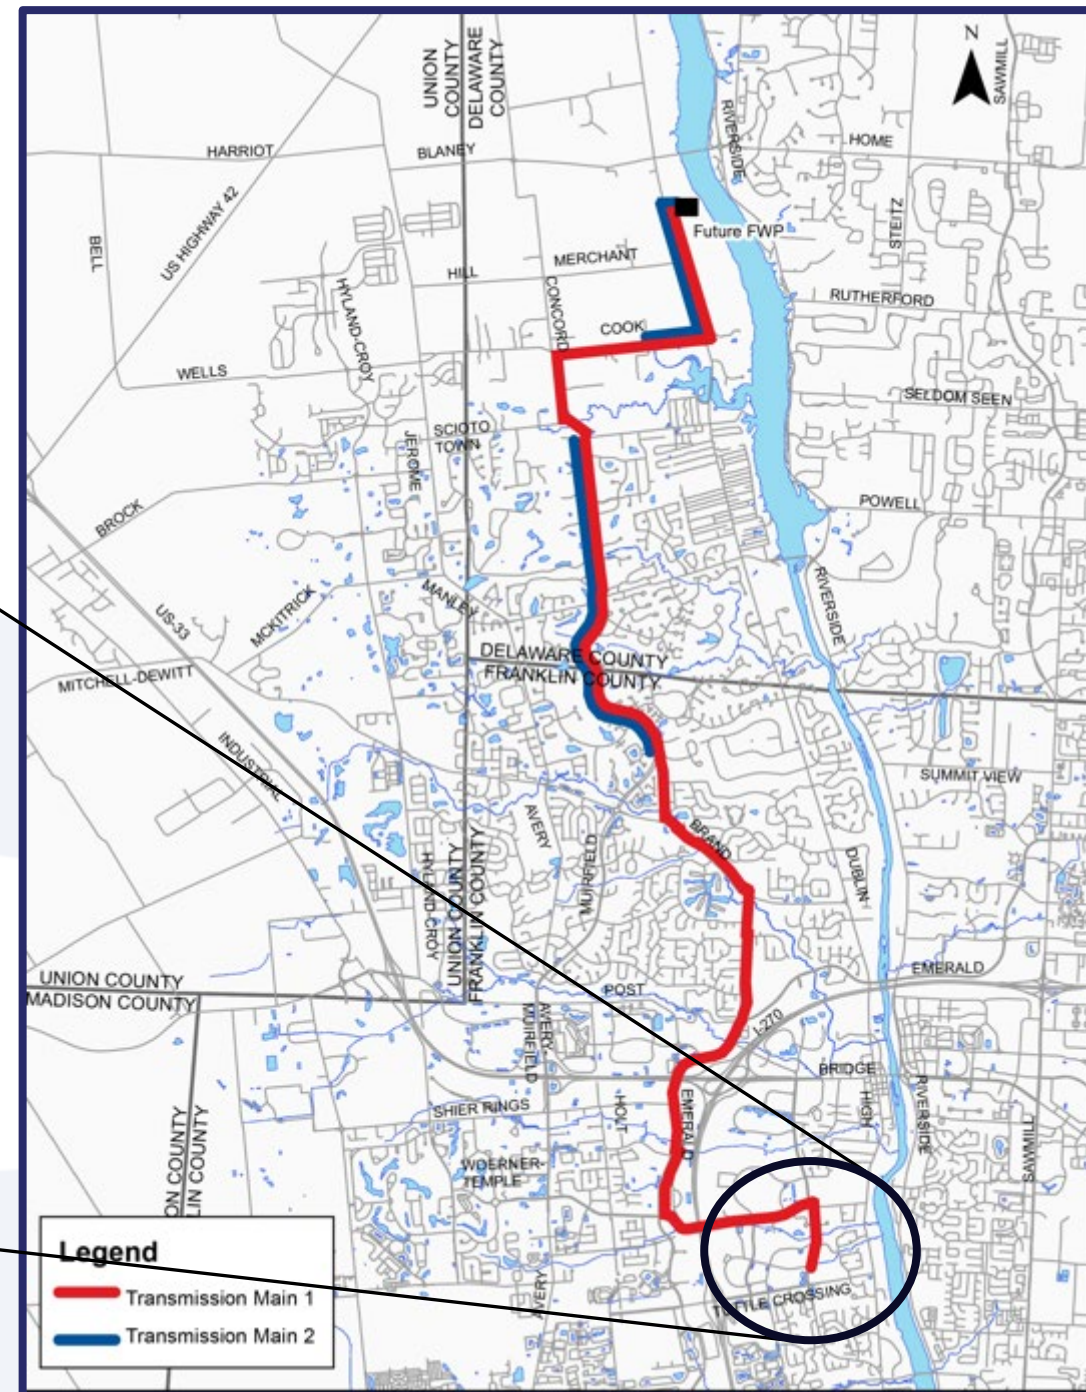 UNION
COUNTY
DELAWARE
COUNTY
N
SAWMILL
RIVERSIDE
HOME
HARRIOT
BLANEY
US HIGHWAY 42
BELL
STEITZ
Future FWP
MERCHANT
HILL
CONCORD
HYLAND-CROY
RUTHERFORD
COOK
WELLS
SELDOM SEEN
SCIOTO
TOWN
JEROME
POWELL
BROCK
RIVERSIDE
MANLEY
MCKITRICK
US-33
DELAWARE COUNTY
FRANKLIN COUNTY
MITCHELL-DEWITT
INDUSTRIAL
SUMMIT VIEW
AVERY
BRAND
MUIRFIELD
DUBLIN
HYLAND-CROY
UNION COUNTY
FRANKLIN COUNTY
EMERALD
UNION COUNTY
MADISON COUNTY
POST
AVERY-
MUIRFIELD
I-270
BRIDGE
SHIER RINGS
HOLT
EMERALD
HIGH
RIVERSIDE
SAWMILL
WOERNER-
TEMPLE
ON COUNTY
LIN COUNTY
AVERY
TUTTLE CROSSING
Legend
Transmission Main 1
Transmission Main 2